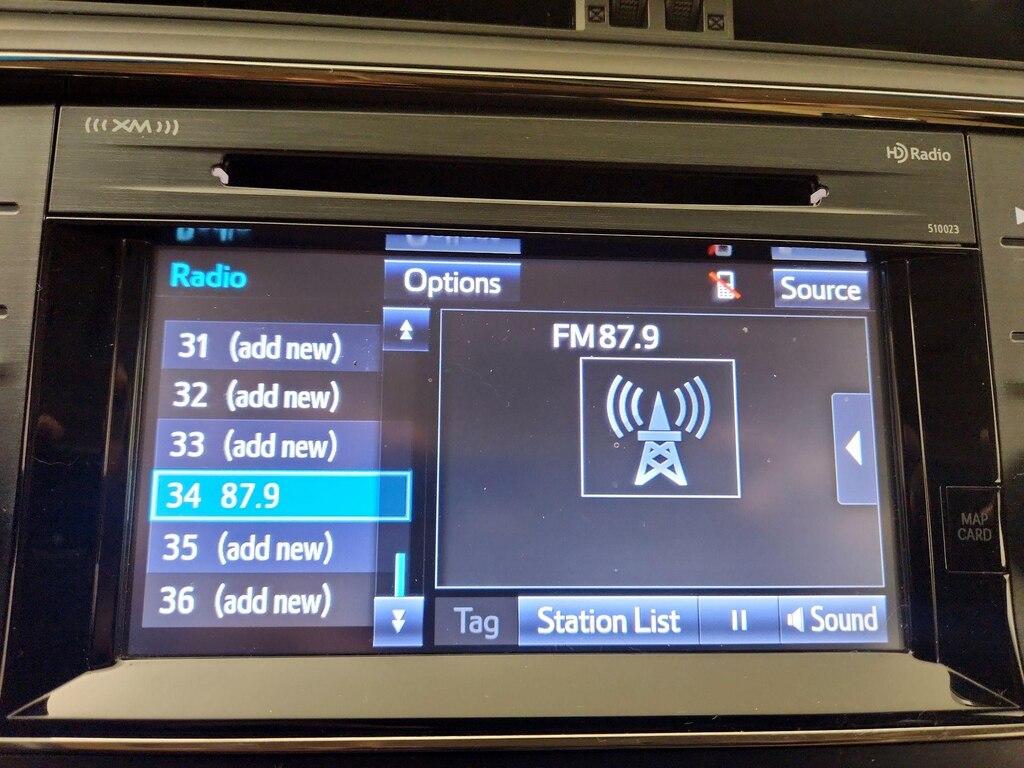 XM
HD Radio
510023
Radio
Options
Source
31 (add new)
32 (add new)
33 (add new)
34 87.9
35 (add new)
36 (add new)
FM 87.9
MAP
CARD
Tag
Station List
Sound